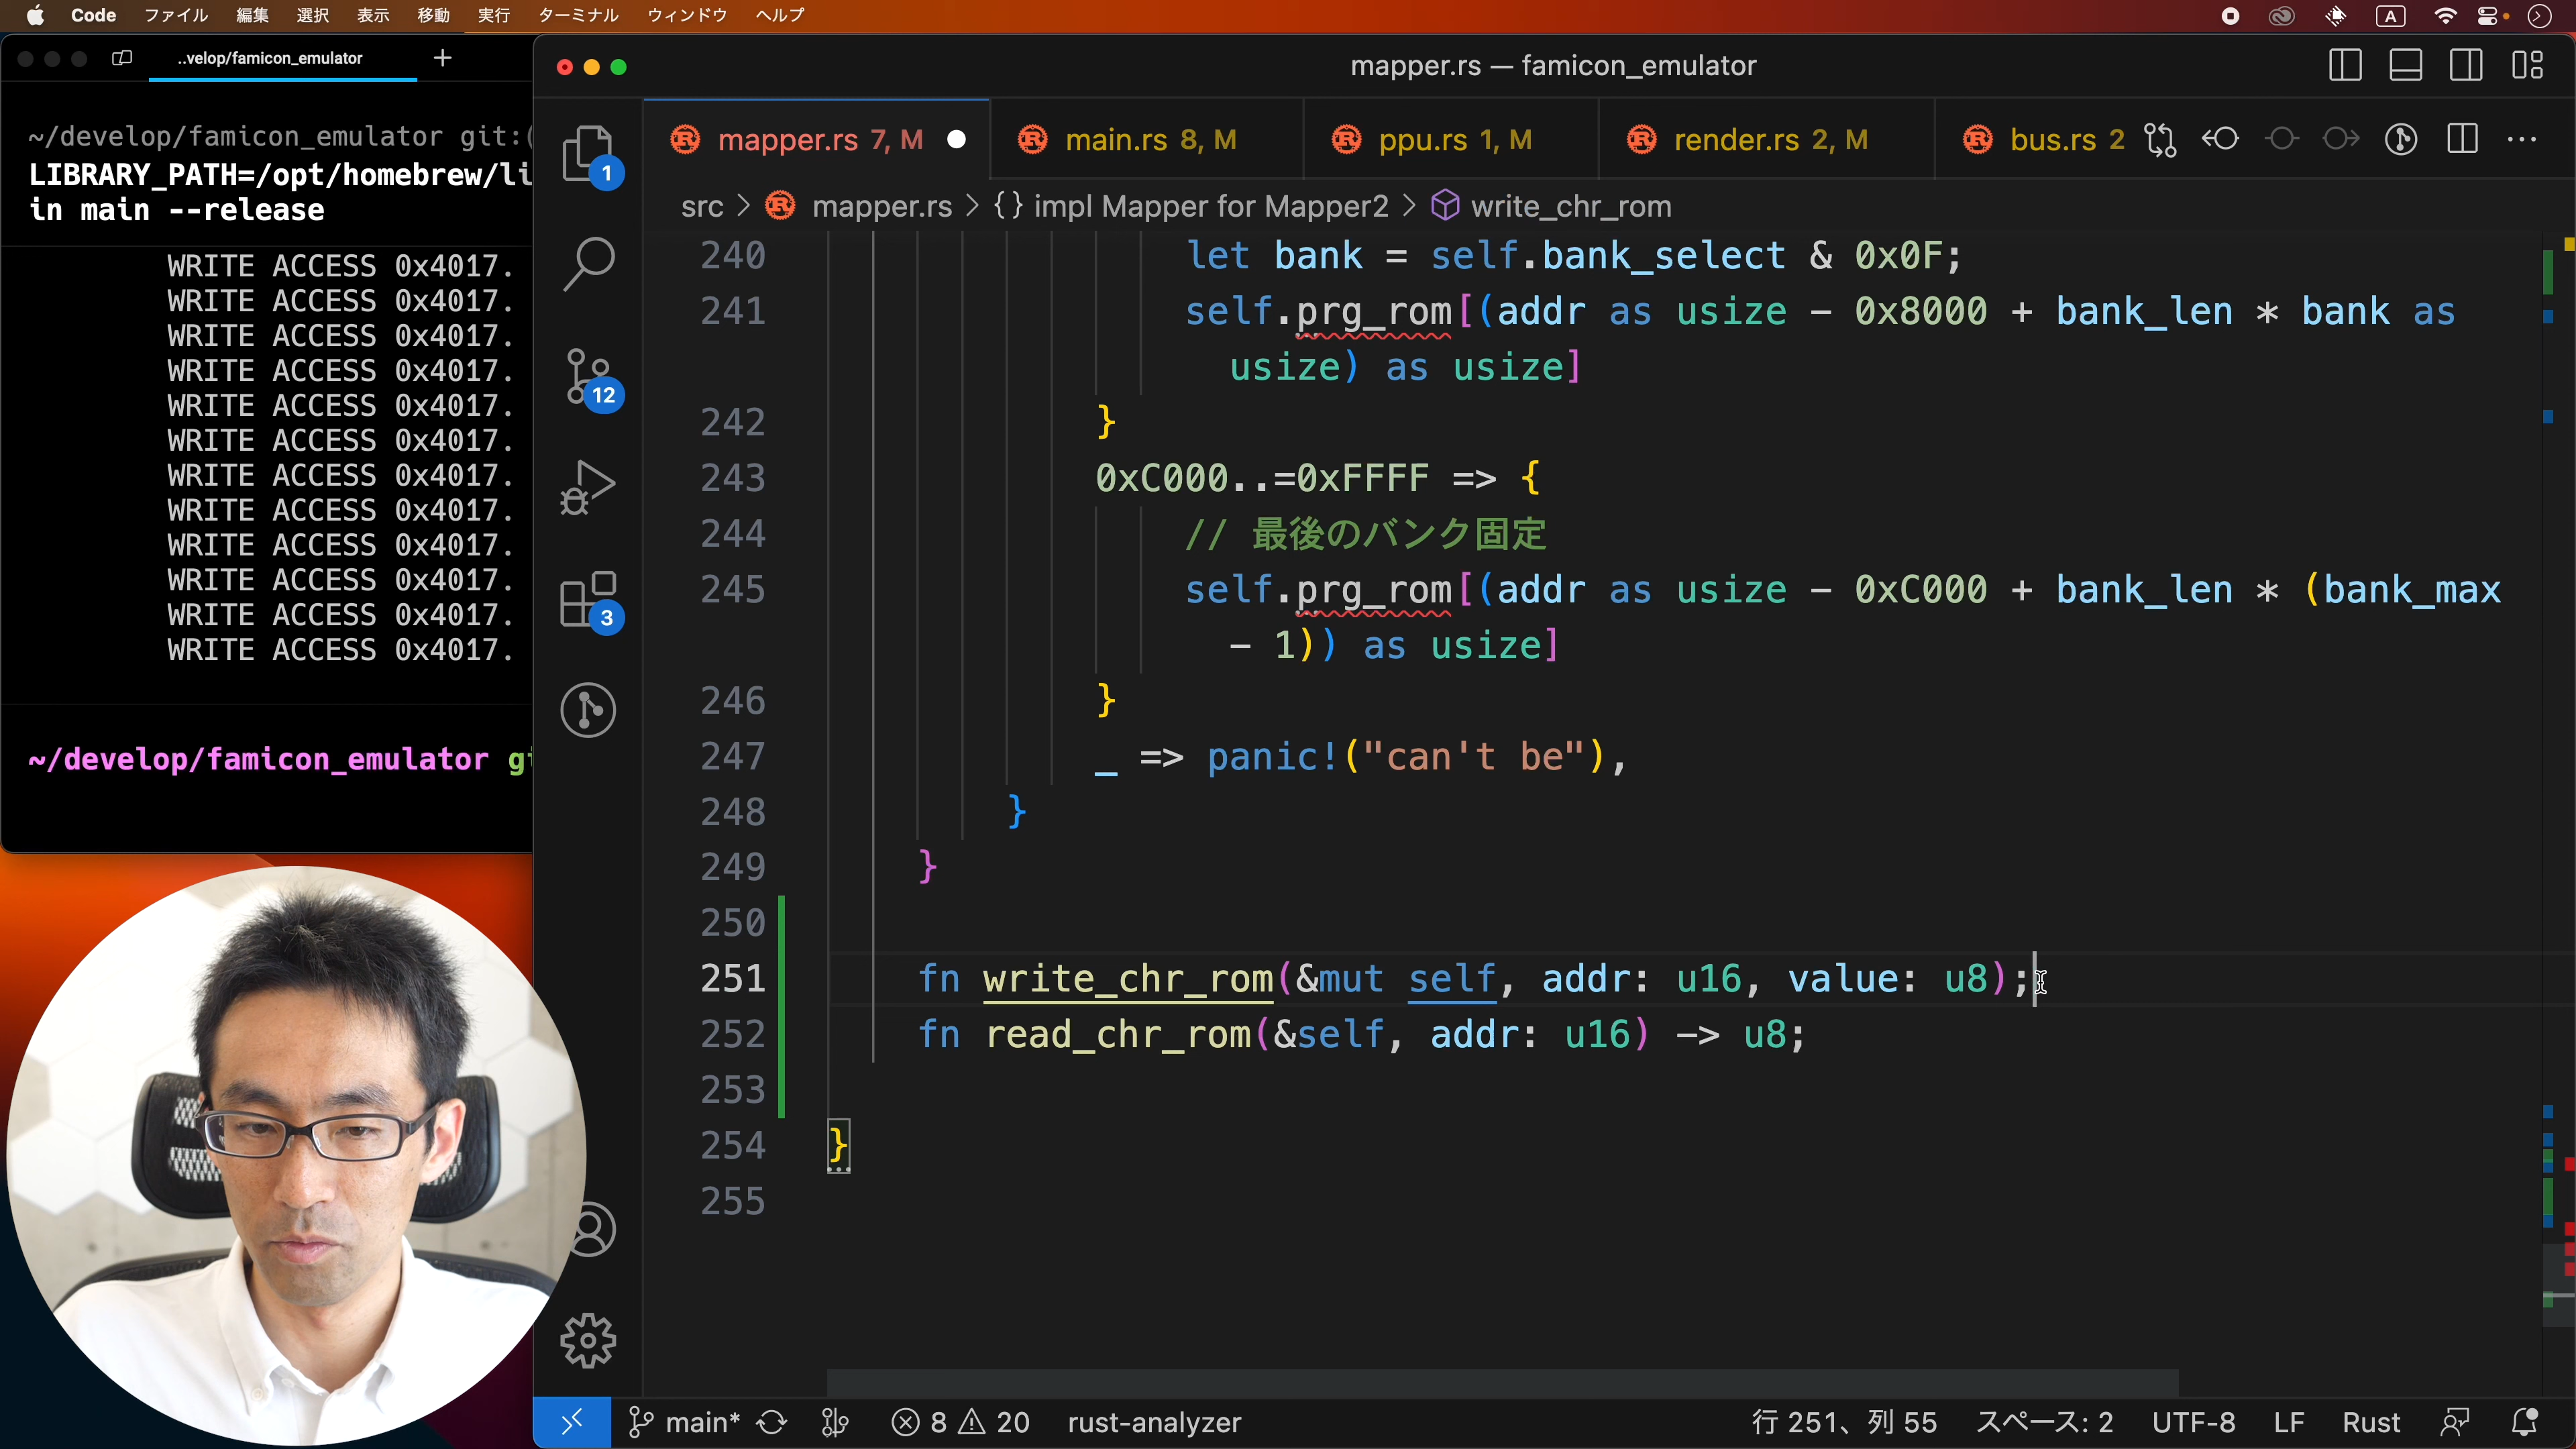 Code ファイル 編集 選択 表示 移動 実行 ターミナル ウィンドウ ヘルプ A
..velop/famicon_emulator
~/develop/famicon_emulator git:(
LIBRARY_PATH=/opt/homebrew/li
in main --release
WRITE ACCESS 0x4017.
WRITE ACCESS 0x4017.
WRITE ACCESS 0x4017.
WRITE ACCESS 0x4017.
WRITE ACCESS 0x4017.
WRITE ACCESS 0x4017.
WRITE ACCESS 0x4017.
WRITE ACCESS 0x4017.
WRITE ACCESS 0x4017.
WRITE ACCESS 0x4017.
WRITE ACCESS 0x4017.
WRITE ACCESS 0x4017.
~/develop/famicon_emulator gi
mapper.rs — famicon_emulator
1
12
3
mapper.rs 7, M main.rs 8, M ppu.rs 1, M render.rs 2, M bus.rs 2
src > mapper.rs > {} impl Mapper for Mapper2 > write_chr_rom
240 let bank = self.bank_select & 0x0F;
241 self.prg_rom[(addr as usize - 0x8000 + bank_len * bank as
usize) as usize]
242 }
243 0xC000..=0xFFFF => {
244 // 最後のバンク固定
245 self.prg_rom[(addr as usize - 0xC000 + bank_len * (bank_max
- 1)) as usize]
246 }
247 _ => panic!("can't be"),
248 }
249 }
250
251 fn write_chr_rom(&mut self, addr: u16, value: u8);
252 fn read_chr_rom(&self, addr: u16) -> u8;
253
254 }
255
main* 8 20 rust-analyzer 行 251、列 55 スペース: 2 UTF-8 LF Rust